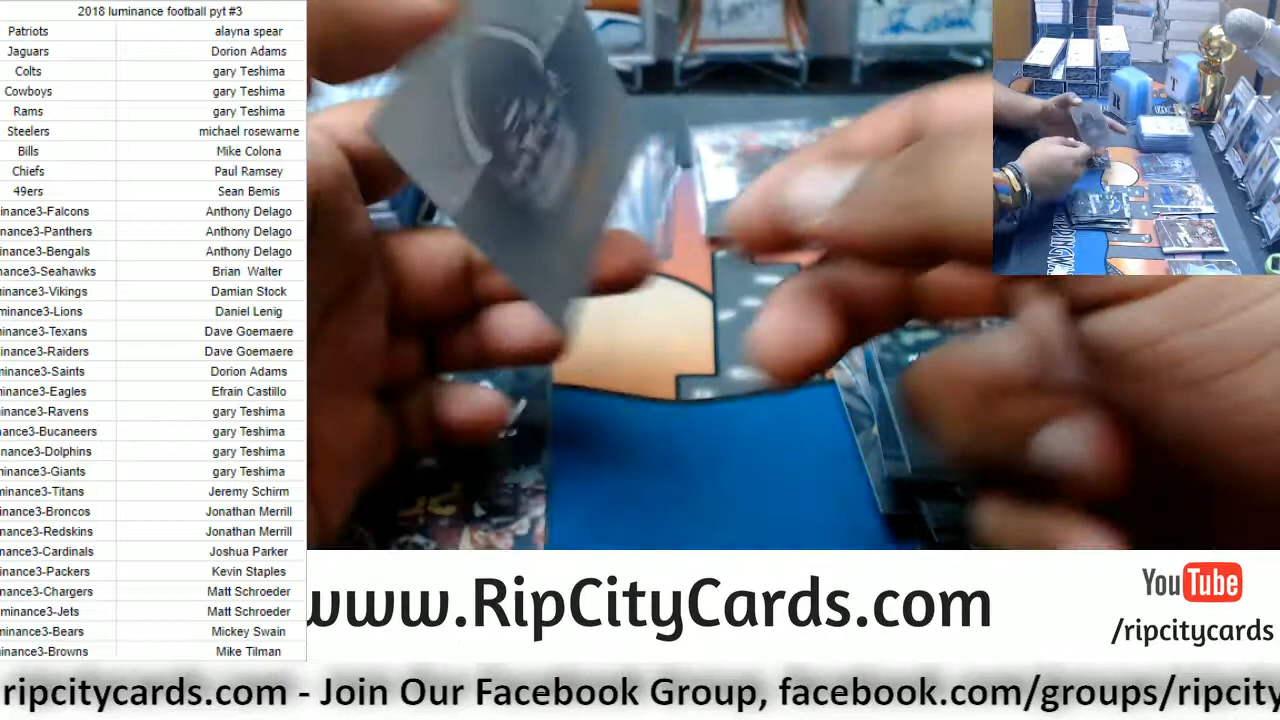 2018 luminance football pyt #3
Patriots alayna spear
Jaguars Dorion Adams
Colts gary Teshima
Cowboys gary Teshima
Rams gary Teshima
Steelers michael rosewarne
Bills Mike Colona
Chiefs Paul Ramsey
49ers Sean Bemis
inance3-Falcons Anthony Delago
inance3-Panthers Anthony Delago
inance3-Bengals Anthony Delago
nance3-Seahawks Brian Walter
inance3-Vikings Damian Stock
minance3-Lions Daniel Lenig
inance3-Texans Dave Goemaere
inance3-Raiders Dave Goemaere
minance3-Saints Dorion Adams
inance3-Eagles Efrain Castillo
inance3-Ravens gary Teshima
nance3-Bucaneers gary Teshima
inance3-Dolphins gary Teshima
minance3-Giants gary Teshima
minance3-Titans Jeremy Schirm
inance3-Broncos Jonathan Merrill
nance3-Redskins Jonathan Merrill
inance3-Cardinals Joshua Parker
inance3-Packers Kevin Staples
nance3-Chargers Matt Schroeder
minance3-Jets Matt Schroeder
minance3-Bears Mickey Swain
inance3-Browns Mike Tilman
www.RipCityCards.com
YouTube
/ripcitycards
ripcitycards.com - Join Our Facebook Group, facebook.com/groups/ripcity